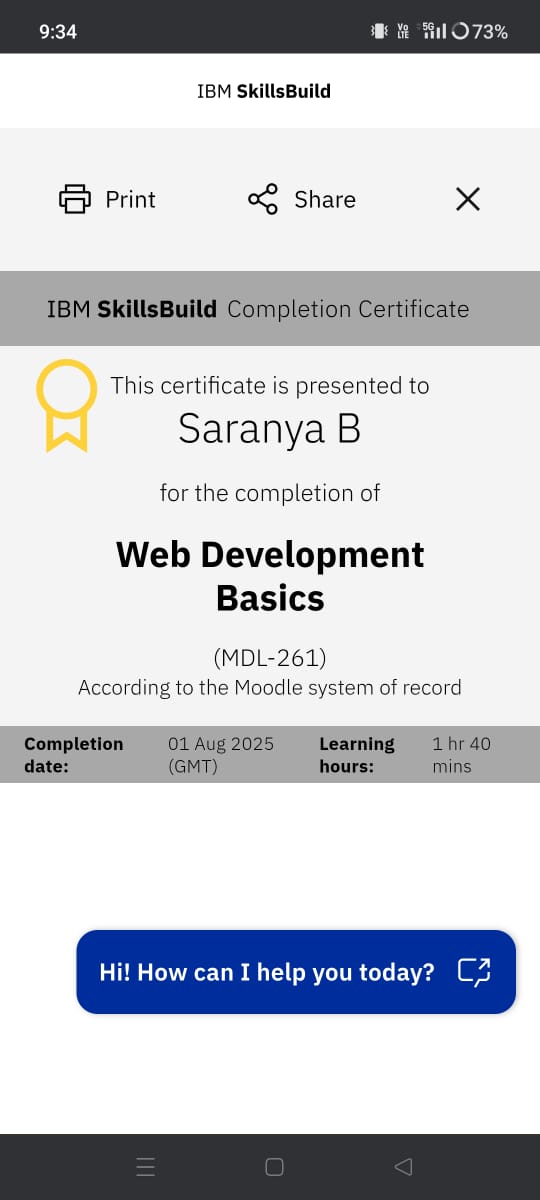 9:34
Vo LTE 5G 73%
IBM SkillsBuild
Print Share
IBM SkillsBuild Completion Certificate
This certificate is presented to
Saranya B
for the completion of
Web Development
Basics
(MDL-261)
According to the Moodle system of record
Completion 01 Aug 2025 Learning 1 hr 40
date: (GMT) hours: mins
Hi! How can I help you today?